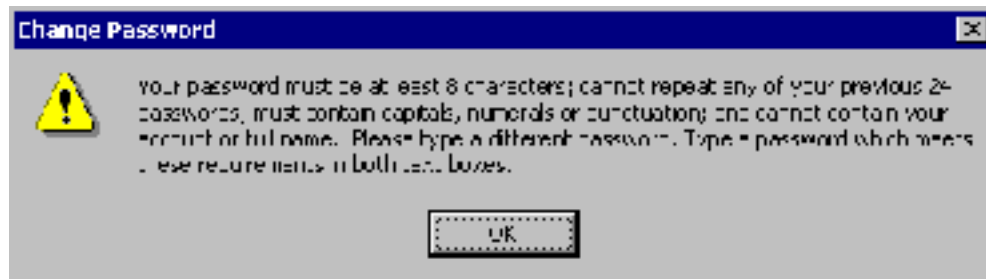 Change Password
Your password must be at least 8 characters; cannot repeat any of your previous 24
passwords; must contain capitals, numerals or punctuation; and cannot contain your
account or full name. Please type a different password. Type a password which meets
these requirements in both text boxes.
OK